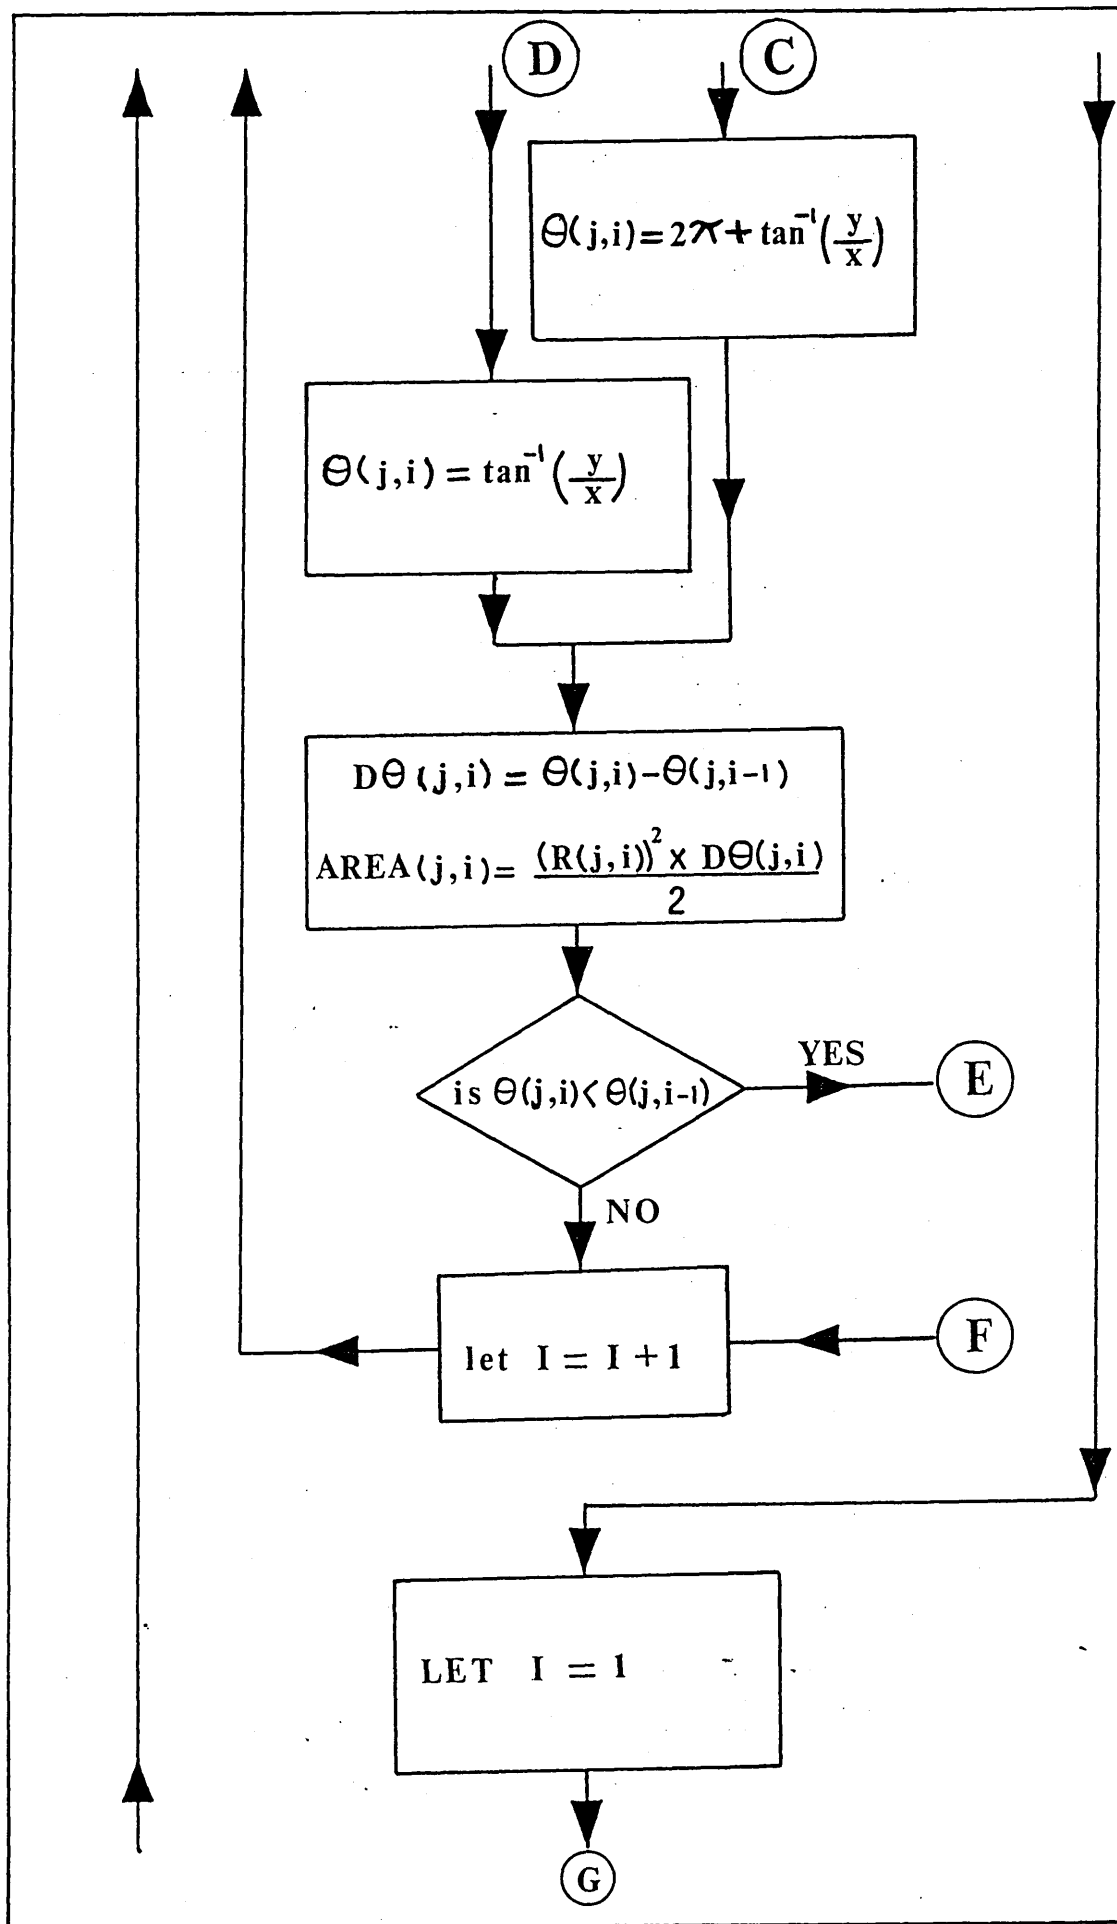 D
C
Θ(j,i)=2π+tan⁻¹(y/x)
Θ(j,i)=tan⁻¹(y/x)
DΘ(j,i)=Θ(j,i)-Θ(j,i-1)
AREA(j,i)=(R(j,i))² x DΘ(j,i)/2
is Θ(j,i)<Θ(j,i-1)
YES
E
NO
let I = I + 1
F
LET I = 1
G